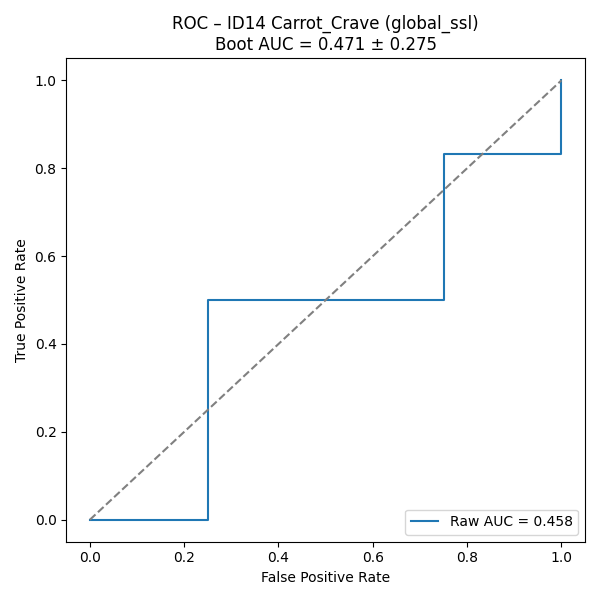 ROC – ID14 Carrot_Crave (global_ssl)
Boot AUC = 0.471 ± 0.275
True Positive Rate
1.0
0.8
0.6
0.4
0.2
0.0
Raw AUC = 0.458
0.0 0.2 0.4 0.6 0.8 1.0
False Positive Rate